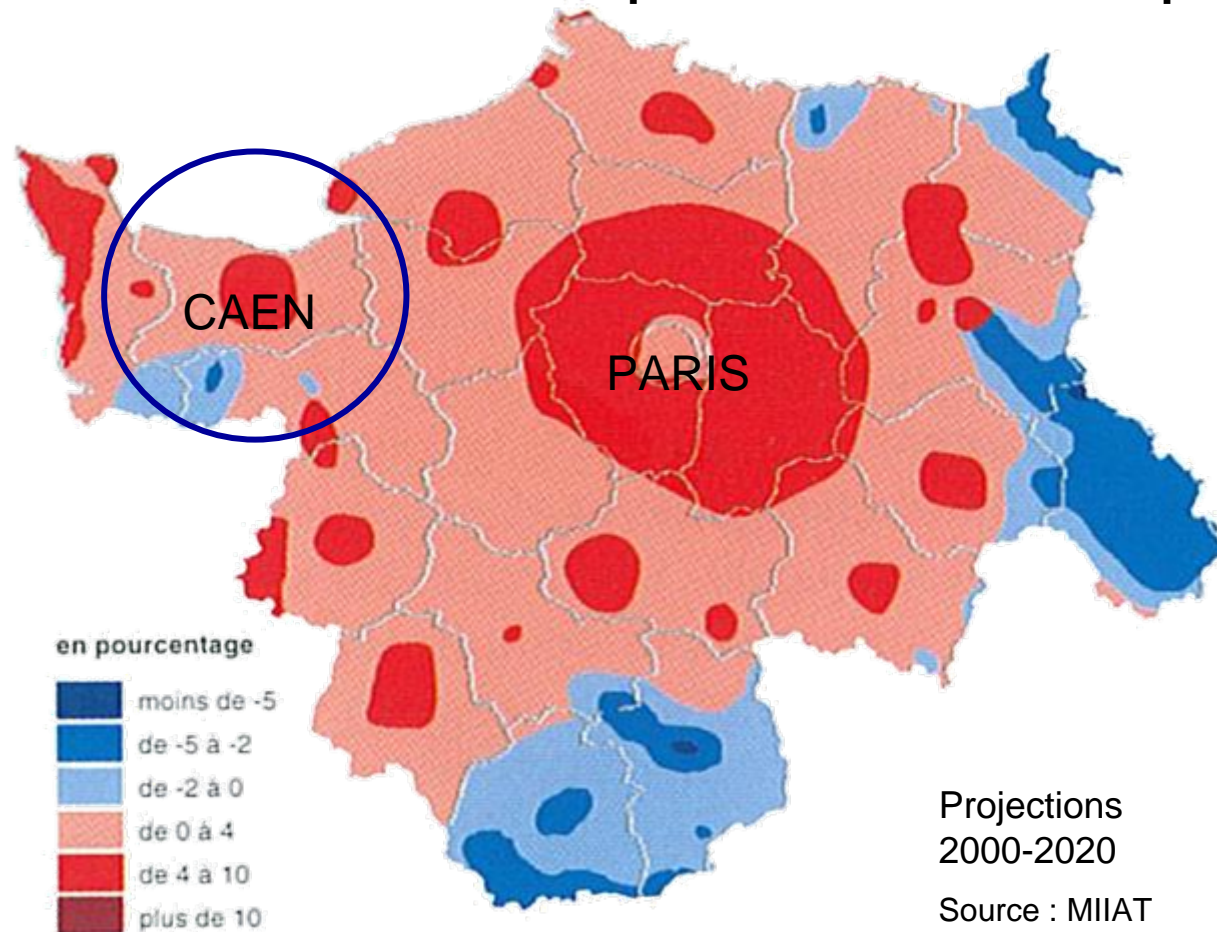 CAEN
PARIS
en pourcentage
moins de -5
de -5 à -2
de -2 à 0
de 0 à 4
de 4 à 10
plus de 10
Projections
2000-2020
Source : MIIAT